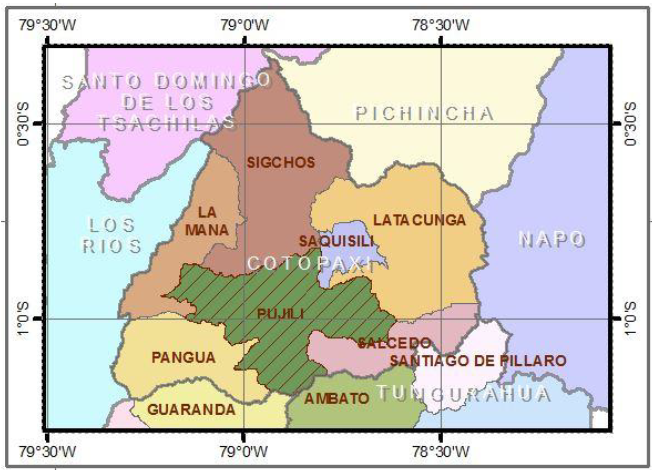 79°30'W 79°0'W 78°30'W
SANTO DOMINGO
DE LOS
TSACHILAS
PICHINCHA
0°30'S 0°30'S
SIGCHOS
LA
MANA
LATACUNGA
LOS
RIOS
SAQUISILI
NAPO
COTOPAXI
PUJILI
1°0'S 1°0'S
SALCEDO
PANGUA
SANTIAGO DE PILLARO
TUNGURAHUA
GUARANDA
AMBATO
79°30'W 79°0'W 78°30'W